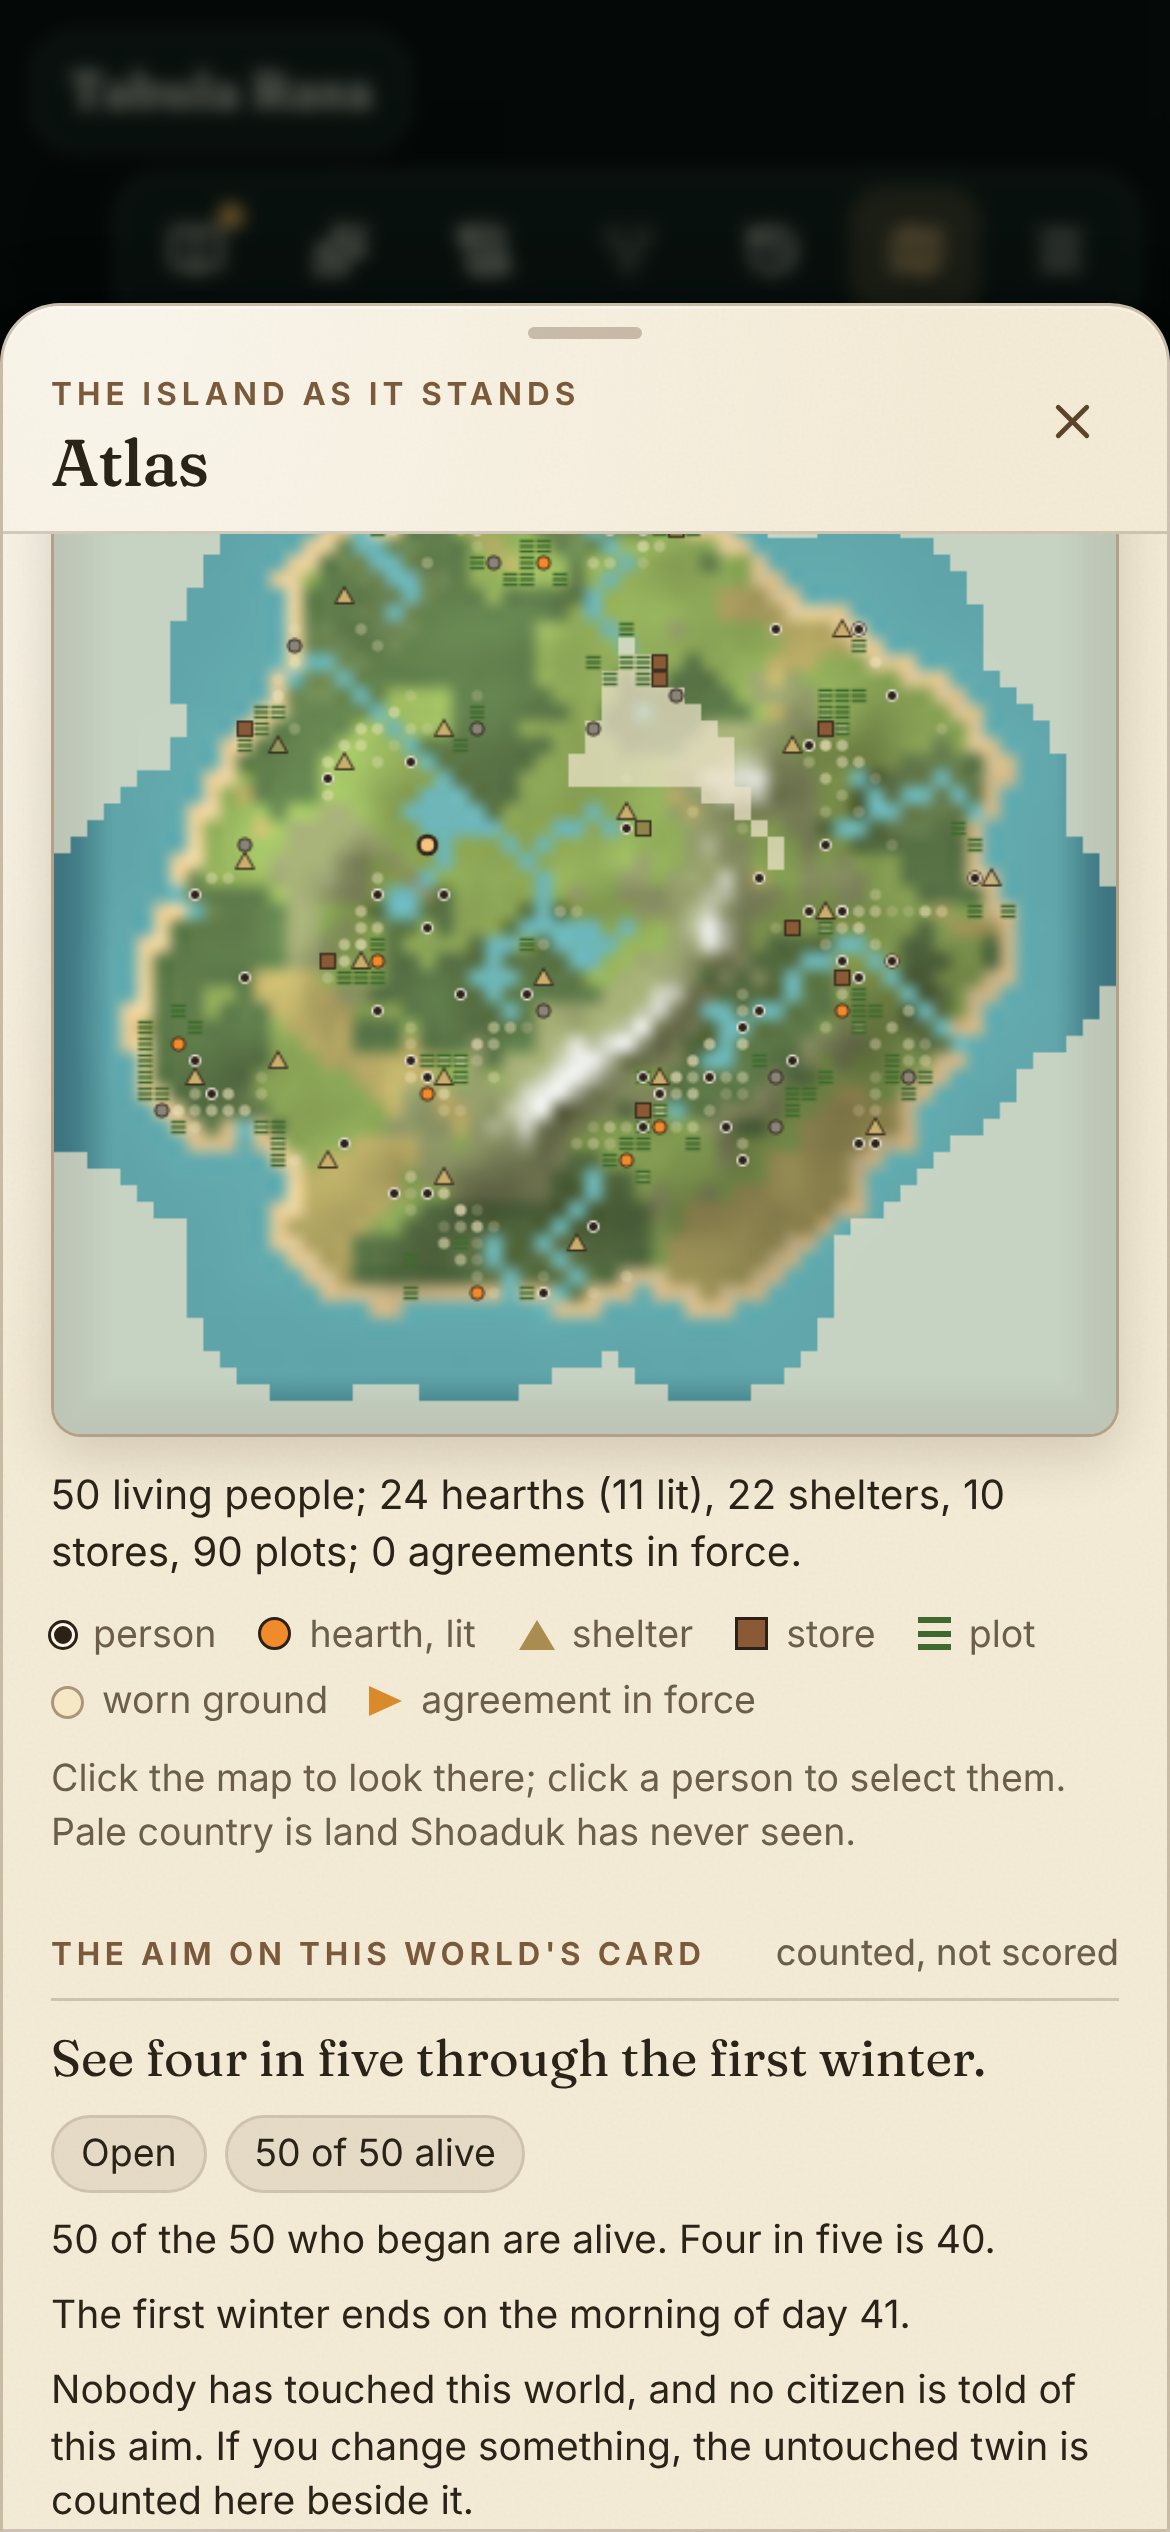 Tabula Rasa
THE ISLAND AS IT STANDS
Atlas
50 living people; 24 hearths (11 lit), 22 shelters, 10
stores, 90 plots; 0 agreements in force.
person hearth, lit shelter store plot
worn ground agreement in force
Click the map to look there; click a person to select them.
Pale country is land Shoaduk has never seen.
THE AIM ON THIS WORLD'S CARD counted, not scored
See four in five through the first winter.
Open 50 of 50 alive
50 of the 50 who began are alive. Four in five is 40.
The first winter ends on the morning of day 41.
Nobody has touched this world, and no citizen is told of
this aim. If you change something, the untouched twin is
counted here beside it.